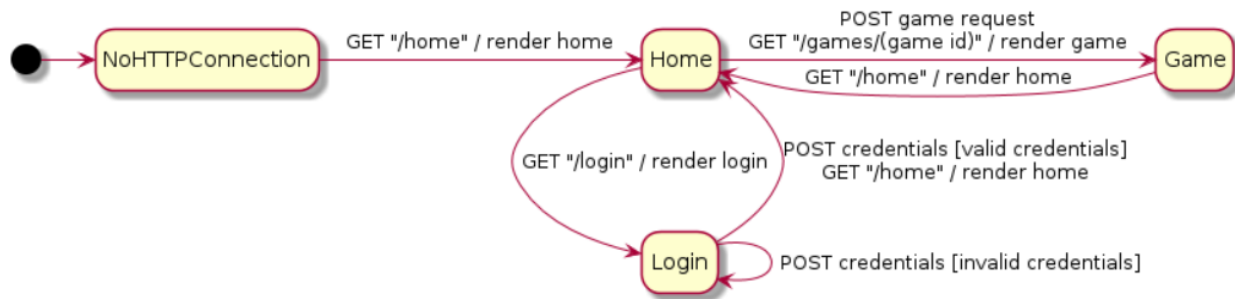 NoHTTPConnection
GET "/home" / render home
Home
POST game request
GET "/games/(game id)" / render game
GET "/home" / render home
Game
GET "/login" / render login
POST credentials [valid credentials]
GET "/home" / render home
Login
POST credentials [invalid credentials]